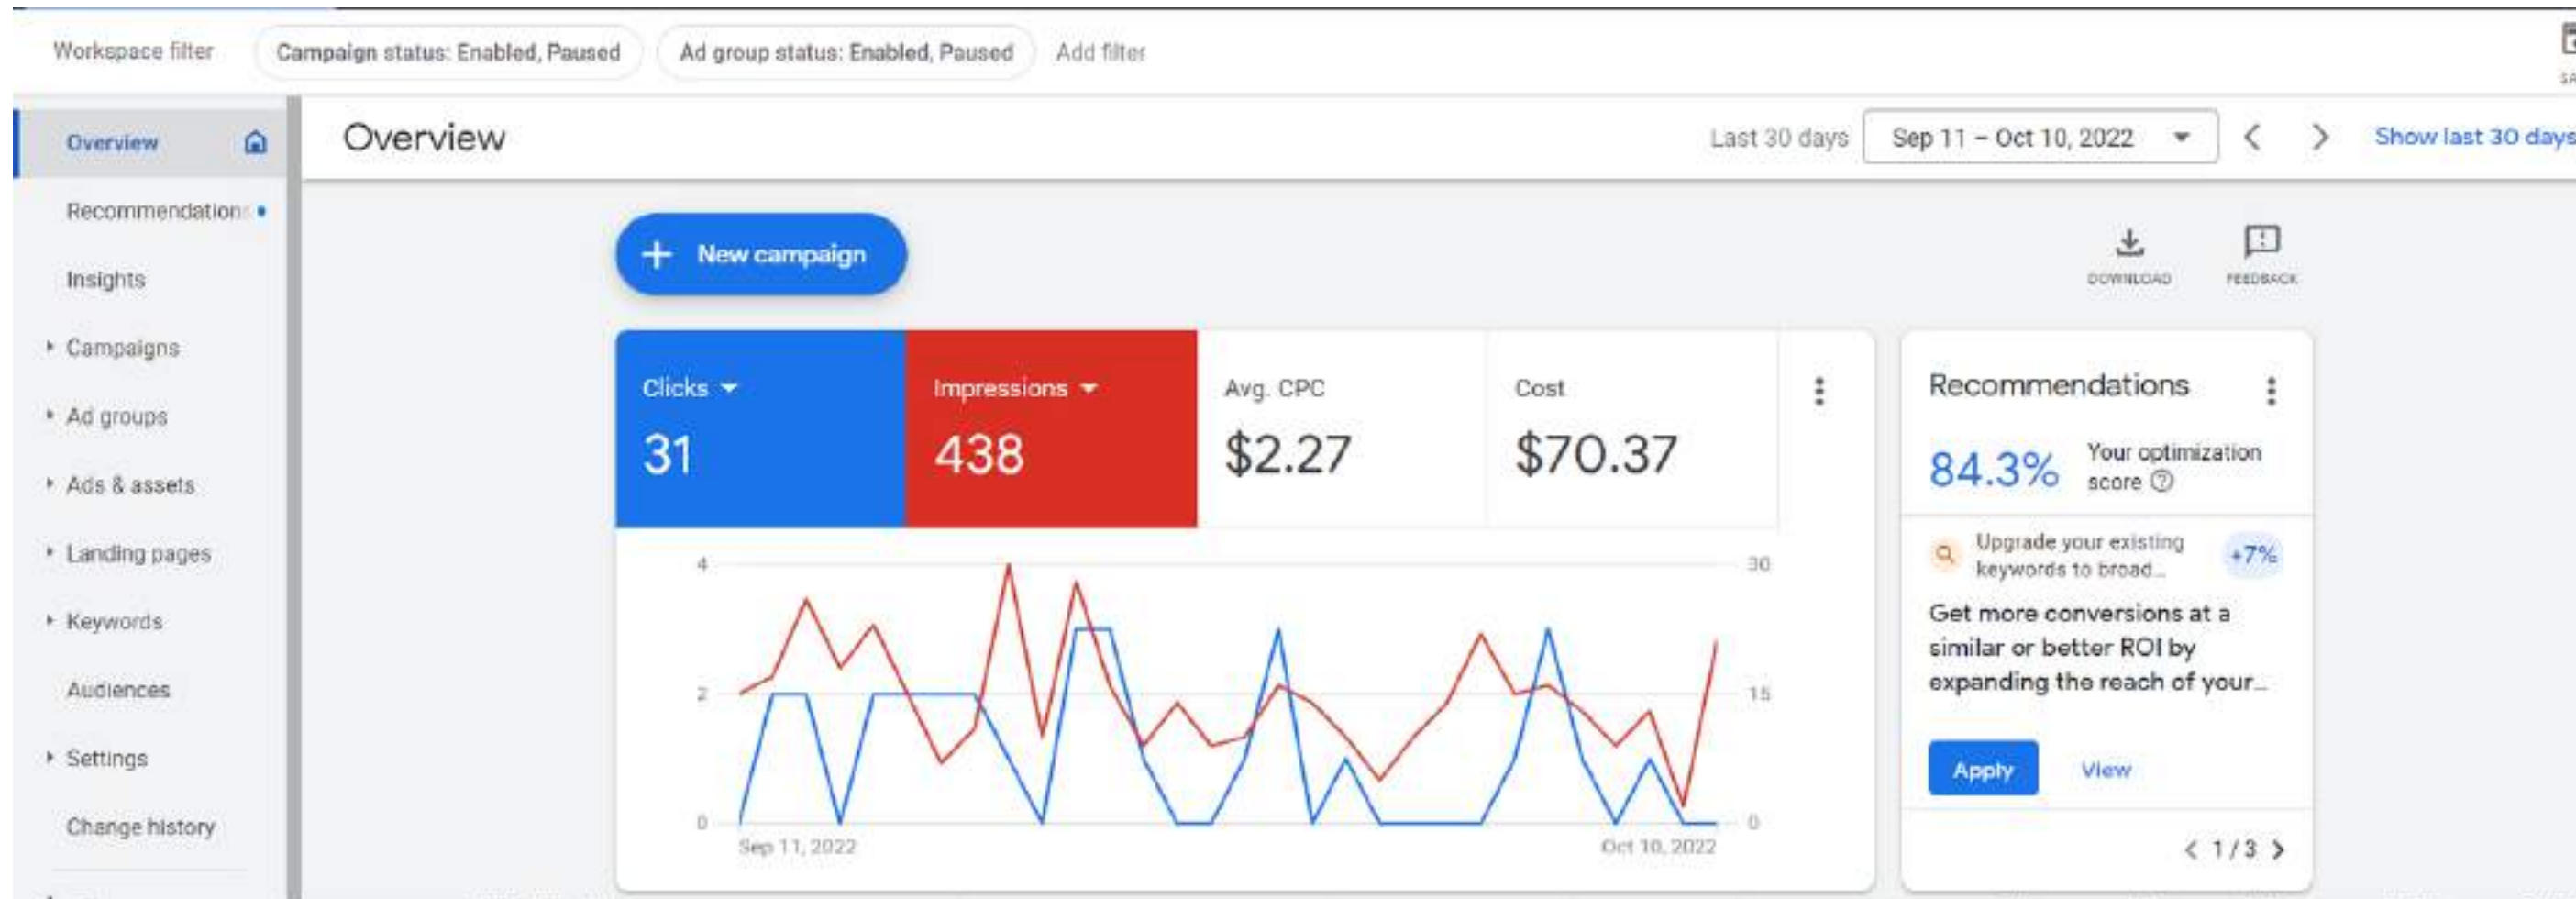 Workspace filter
Campaign status: Enabled, Paused
Ad group status: Enabled, Paused
Add filter
Overview
Recommendations
Insights
Campaigns
Ad groups
Ads & assets
Landing pages
Keywords
Audiences
Settings
Change history
Overview
Last 30 days
Sep 11 – Oct 10, 2022
Show last 30 days
+ New campaign
DOWNLOAD
FEEDBACK
Clicks
31
Impressions
438
Avg. CPC
$2.27
Cost
$70.37
4
2
0
30
15
0
Sep 11, 2022
Oct 10, 2022
Recommendations
84.3%
Your optimization
score
Upgrade your existing
keywords to broad...
+7%
Get more conversions at a
similar or better ROI by
expanding the reach of your...
Apply
View
1 / 3